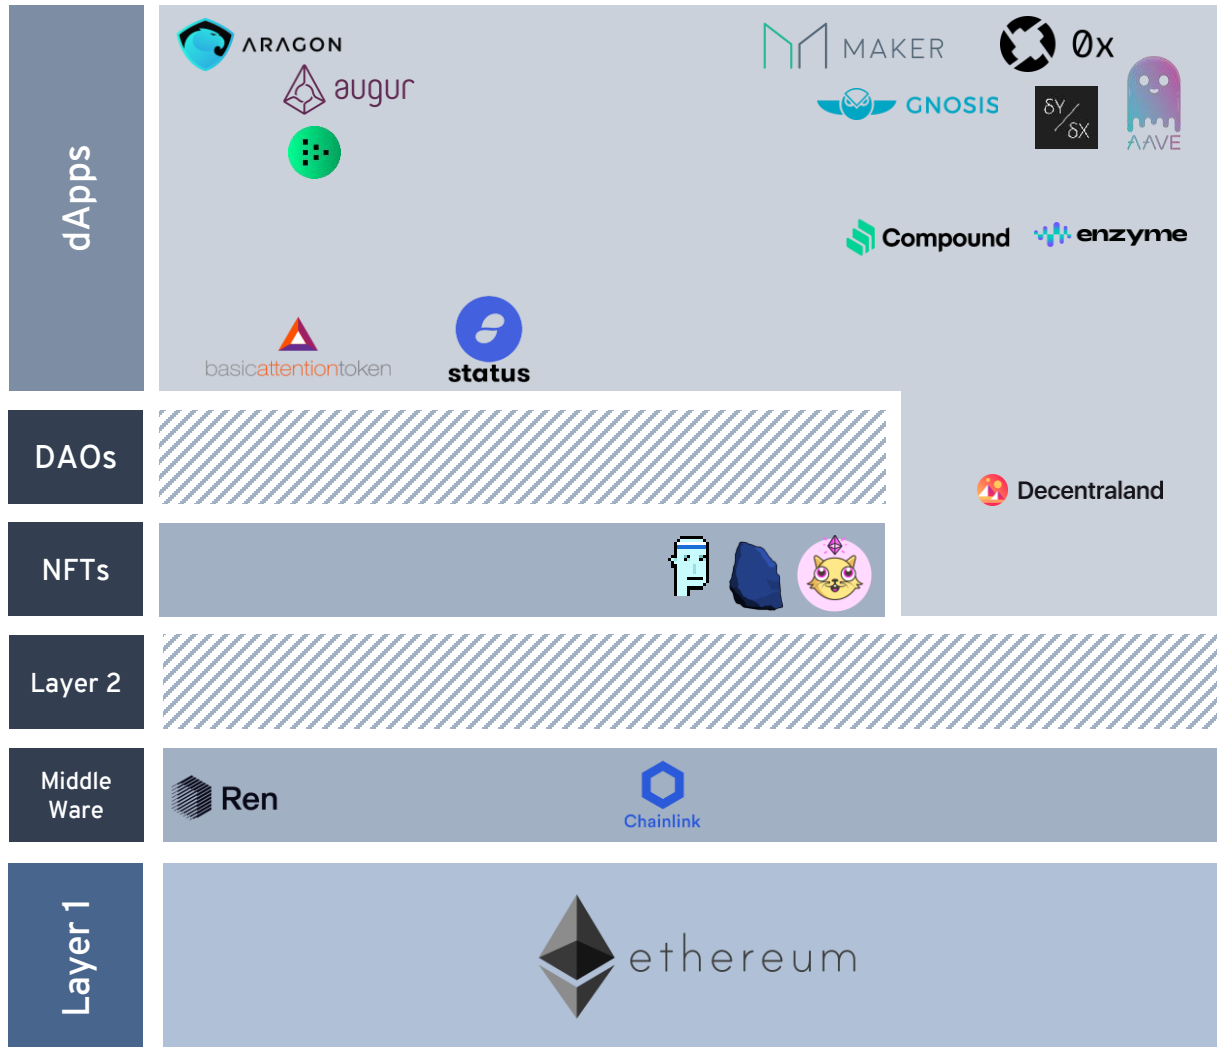 dApps
ARAGON
augur
MAKER
0x
GNOSIS
δY/δX
AAVE
Compound
enzyme
basicattentiontoken
status
DAOs
Decentraland
NFTs
Layer 2
Middle
Ware
Ren
Chainlink
Layer 1
ethereum